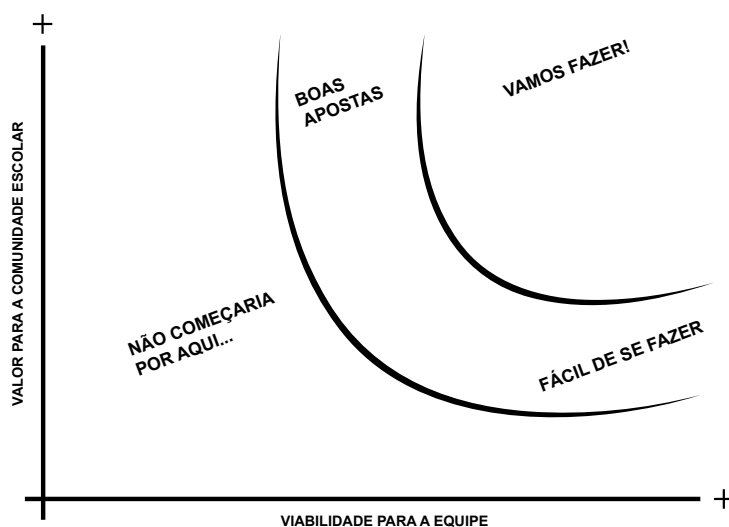 +
BOAS
APOSTAS
VAMOS FAZER!
VALOR PARA A COMUNIDADE ESCOLAR
NÃO COMEÇARIA
POR AQUI...
FÁCIL DE SE FAZER
+
VIABILIDADE PARA A EQUIPE